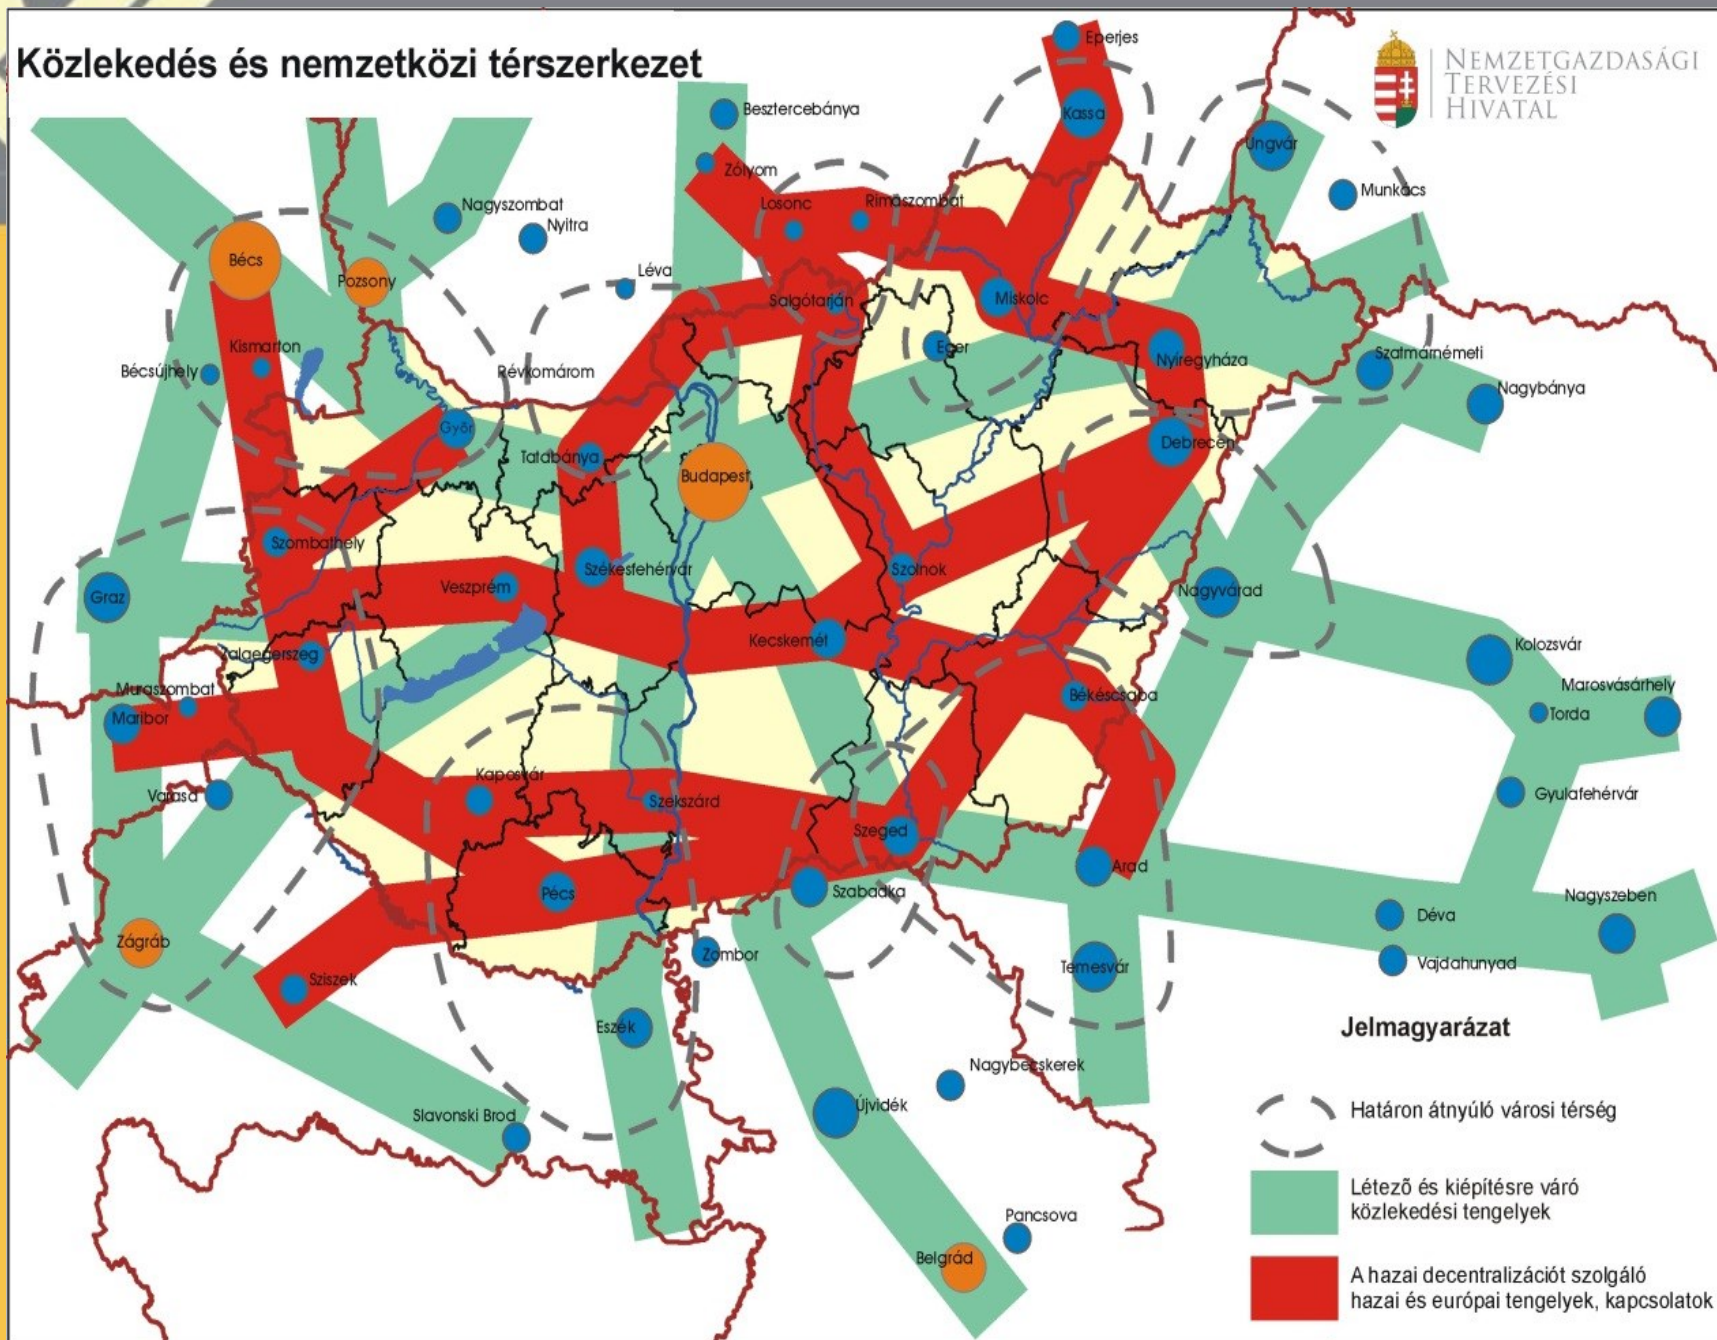 Közlekedés és nemzetközi térszerkezet
NEMZETGAZDASÁGI
TERVEZÉSI
HIVATAL
Eperjes
Besztercebánya
Kassa
Ungvár
Zólyom
Munkács
Nagyszombat
Losonc
Rimaszombat
Nyitra
Bécs
Pozsony
Léva
Salgótarján
Miskolc
Kismarton
Eger
Nyíregyháza
Szatmárnémeti
Bécsújhely
Révkomárom
Nagybánya
Győr
Debrecen
Tatabánya
Budapest
Szombathely
Székesfehérvár
Szolnok
Veszprém
Nagyvárad
Graz
Kecskemét
Kolozsvár
Zalaegerszeg
Muraszombat
Békéscsaba
Marosvásárhely
Maribor
Torda
Varasd
Kaposvár
Szekszárd
Gyulafehérvár
Szeged
Arad
Pécs
Szabadka
Nagyszeben
Déva
Zágráb
Zombor
Temesvár
Vajdahunyad
Sziszek
Eszék
Jelmagyarázat
Nagybecskerek
Újvidék
Slavonski Brod
Határon átnyúló városi térség
Létező és kiépítésre váró
közlekedési tengelyek
Pancsova
Belgrád
A hazai decentralizációt szolgáló
hazai és európai tengelyek, kapcsolatok